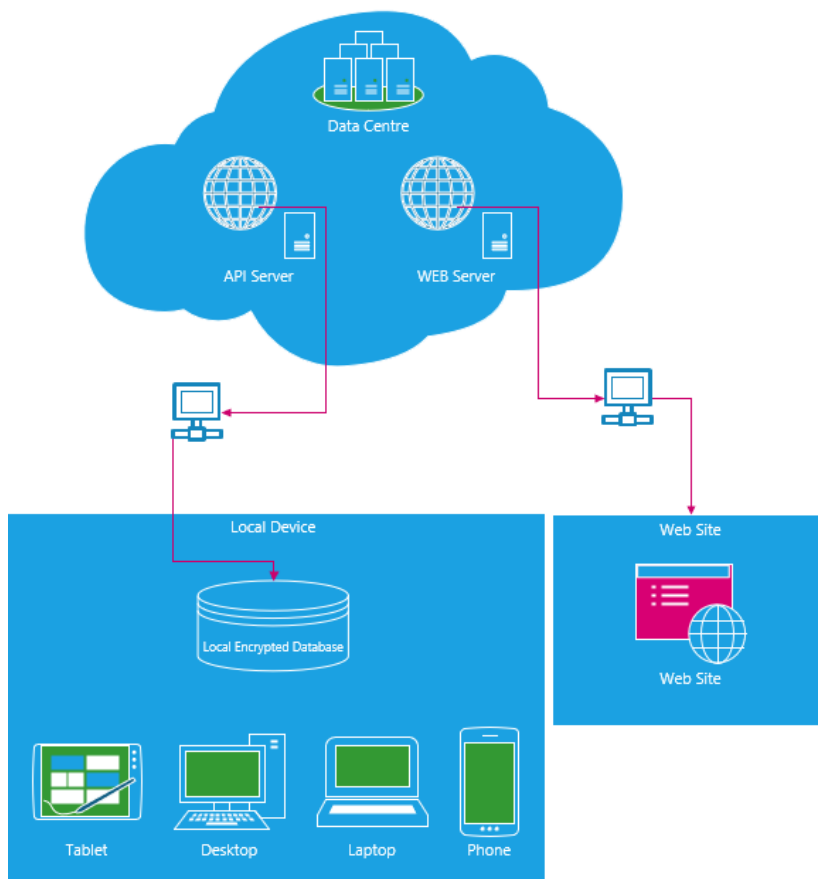 Data Centre
API Server
WEB Server
Local Device
Web Site
Local Encrypted Database
Web Site
Tablet
Desktop
Laptop
Phone